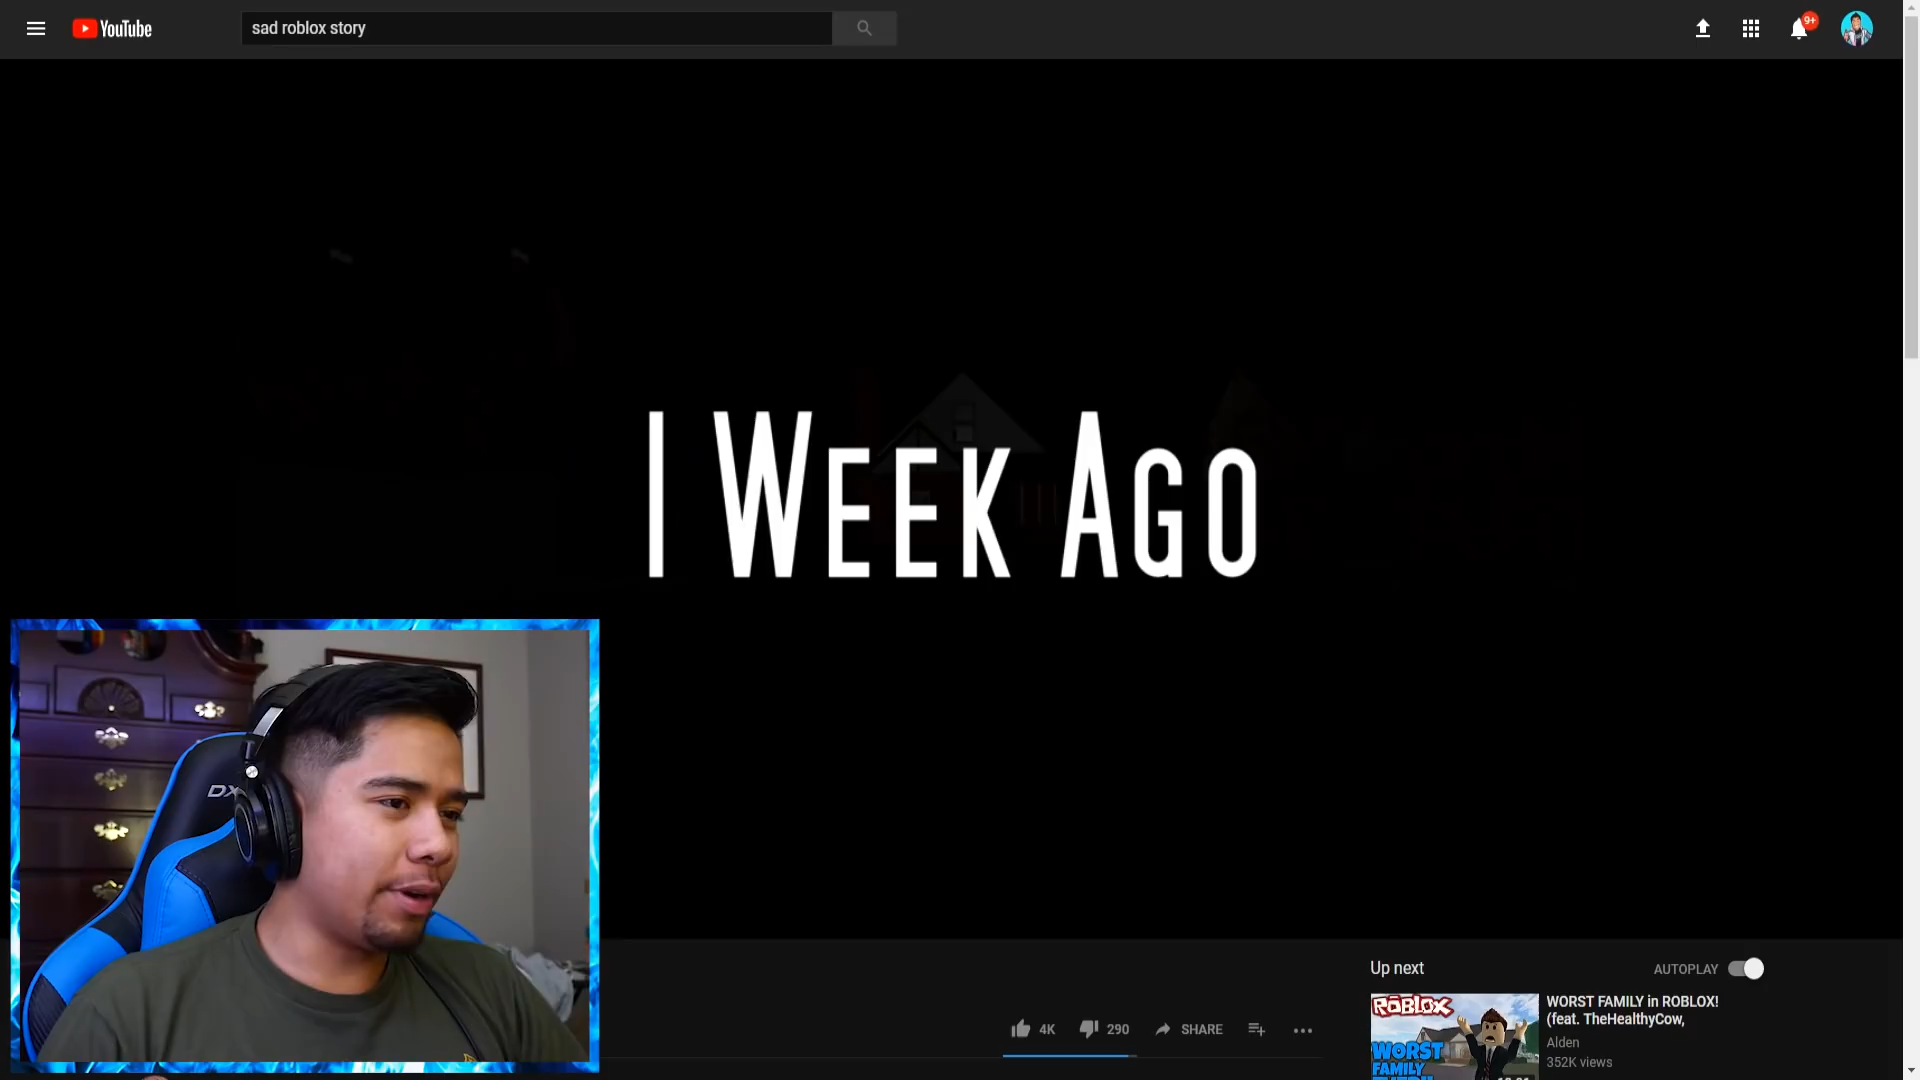 YouTube
sad roblox story
9+
I WEEK AGO
DX
Up next
AUTOPLAY
4K
290
SHARE
ROBLOX
WORST
FAMILY
WORST FAMILY in ROBLOX!
(feat. TheHealthyCow,
Alden
352K views